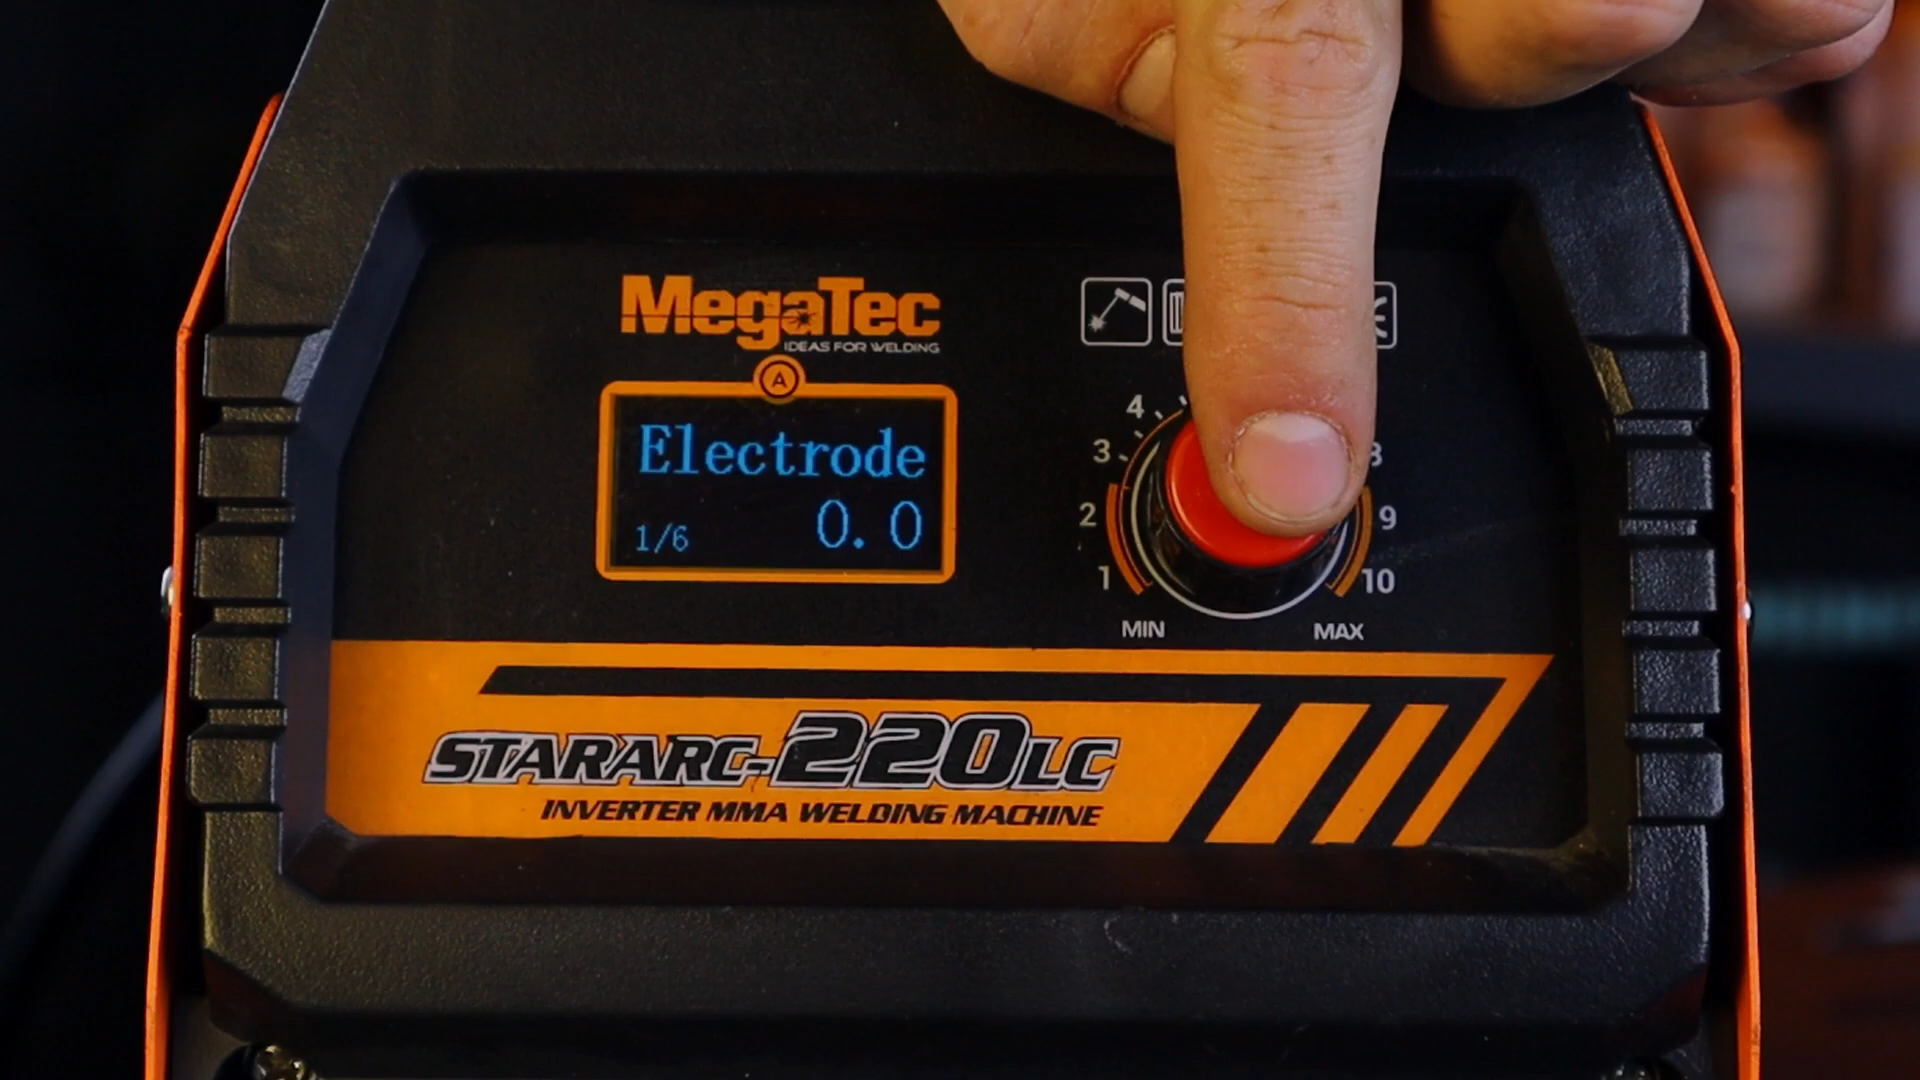 MegaTec
IDEAS FOR WELDING
A
Electrode
1/6 0.0
4
3
2
1
8
9
10
MIN MAX
STARARC-220LC
INVERTER MMA WELDING MACHINE